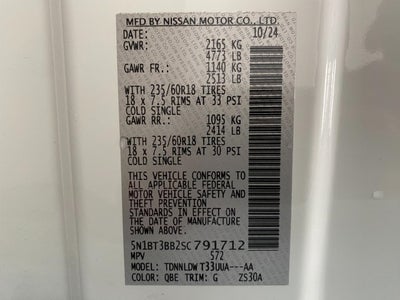 MFD BY NISSAN MOTOR CO., LTD.
DATE: 10/24
GVWR: 2165 KG
4773 LB
GAWR FR.: 1140 KG
2513 LB
WITH 235/60R18 TIRES
18 x 7.5 RIMS AT 33 PSI
COLD SINGLE
GAWR RR.: 1095 KG
2414 LB
WITH 235/60R18 TIRES
18 x 7.5 RIMS AT 30 PSI
COLD SINGLE
THIS VEHICLE CONFORMS TO
ALL APPLICABLE FEDERAL
MOTOR VEHICLE SAFETY AND
THEFT PREVENTION
STANDARDS IN EFFECT ON THE
DATE OF MANUFACTURE
SHOWN ABOVE.
5N1BT3BB2SC791712
MPV 572
MODEL: TDNNLDW T33UUA---AA
COLOR: QBE TRIM: G ZS30A